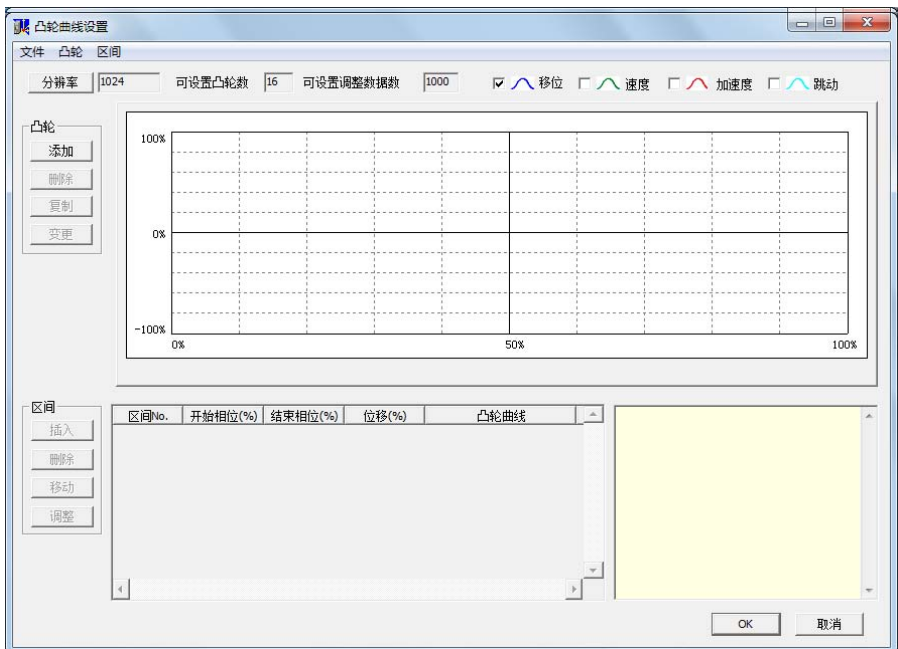 凸轮曲线设置
文件 凸轮 区间
分辨率 1024 可设置凸轮数 16 可设置调整数据数 1000 移位 速度 加速度 跳动
凸轮
添加
删除
复制
变更
100%
0%
-100%
0% 50% 100%
区间
插入
删除
移动
调整
区间No. 开始相位(%) 结束相位(%) 位移(%) 凸轮曲线
OK 取消